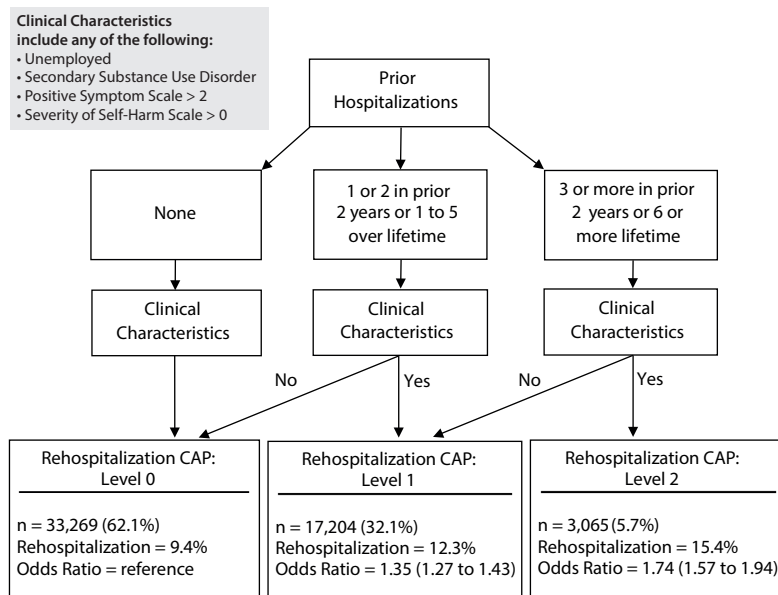 Clinical Characteristics
include any of the following:
• Unemployed
• Secondary Substance Use Disorder
• Positive Symptom Scale > 2
• Severity of Self-Harm Scale > 0
Prior
Hospitalizations
None
1 or 2 in prior
2 years or 1 to 5
over lifetime
3 or more in prior
2 years or 6 or
more lifetime
Clinical
Characteristics
Clinical
Characteristics
Clinical
Characteristics
No
Yes
No
Yes
Rehospitalization CAP:
Level 0
n = 33,269 (62.1%)
Rehospitalization = 9.4%
Odds Ratio = reference
Rehospitalization CAP:
Level 1
n = 17,204 (32.1%)
Rehospitalization = 12.3%
Odds Ratio = 1.35 (1.27 to 1.43)
Rehospitalization CAP:
Level 2
n = 3,065 (5.7%)
Rehospitalization = 15.4%
Odds Ratio = 1.74 (1.57 to 1.94)